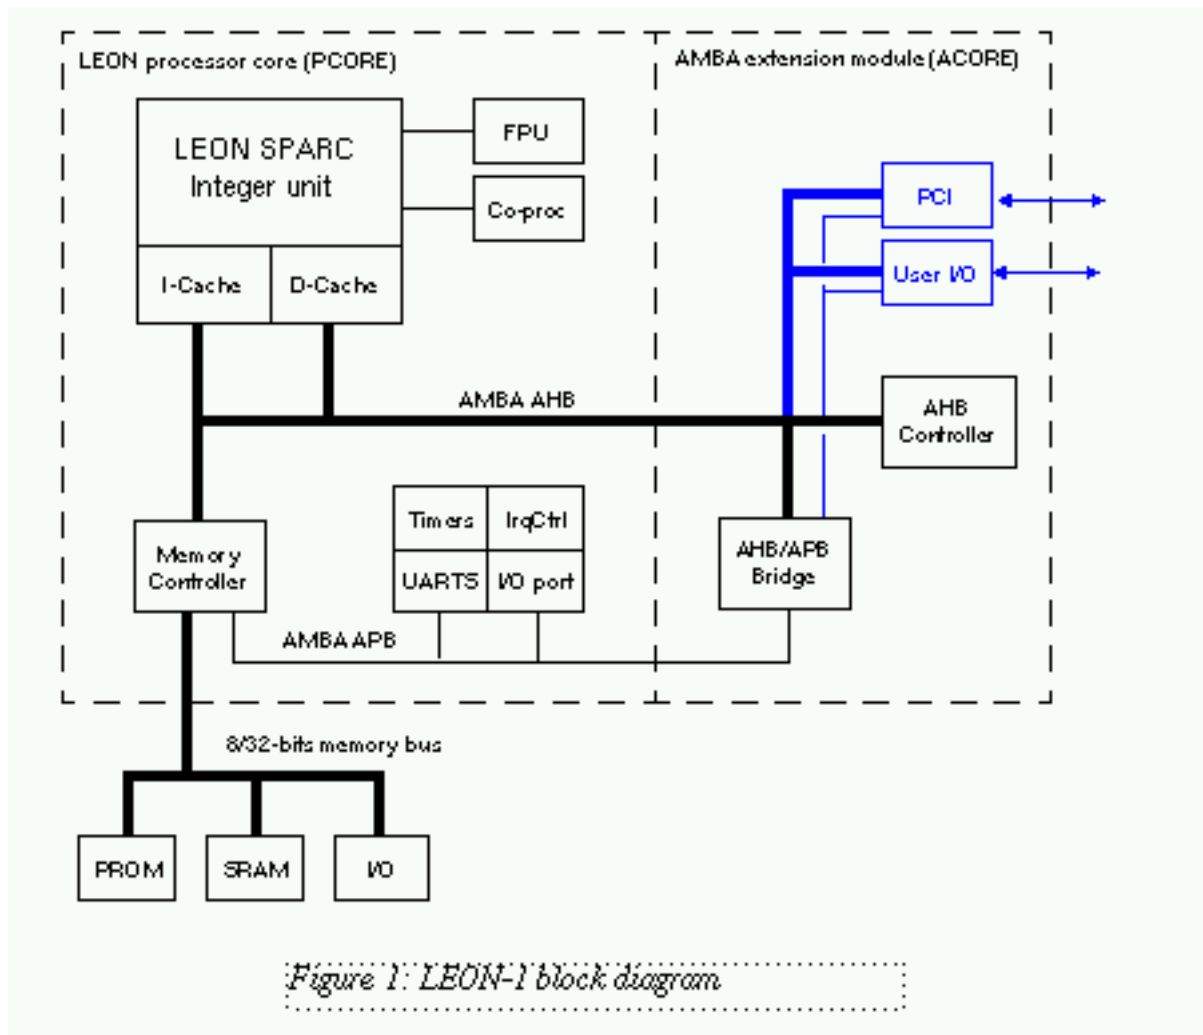 LEON processor core (PCORE)
AMBA extension module (ACORE)
LEON SPARC
Integer unit
FPU
Co-proc
I-Cache
D-Cache
PCI
User I/O
AMBA AHB
AHB
Controller
Timers
IrqCtrl
UARTS
I/O port
Memory
Controller
AHB/APB
Bridge
AMBA APB
8/32-bits memory bus
PROM
SRAM
I/O
Figure 1: LEON-1 block diagram